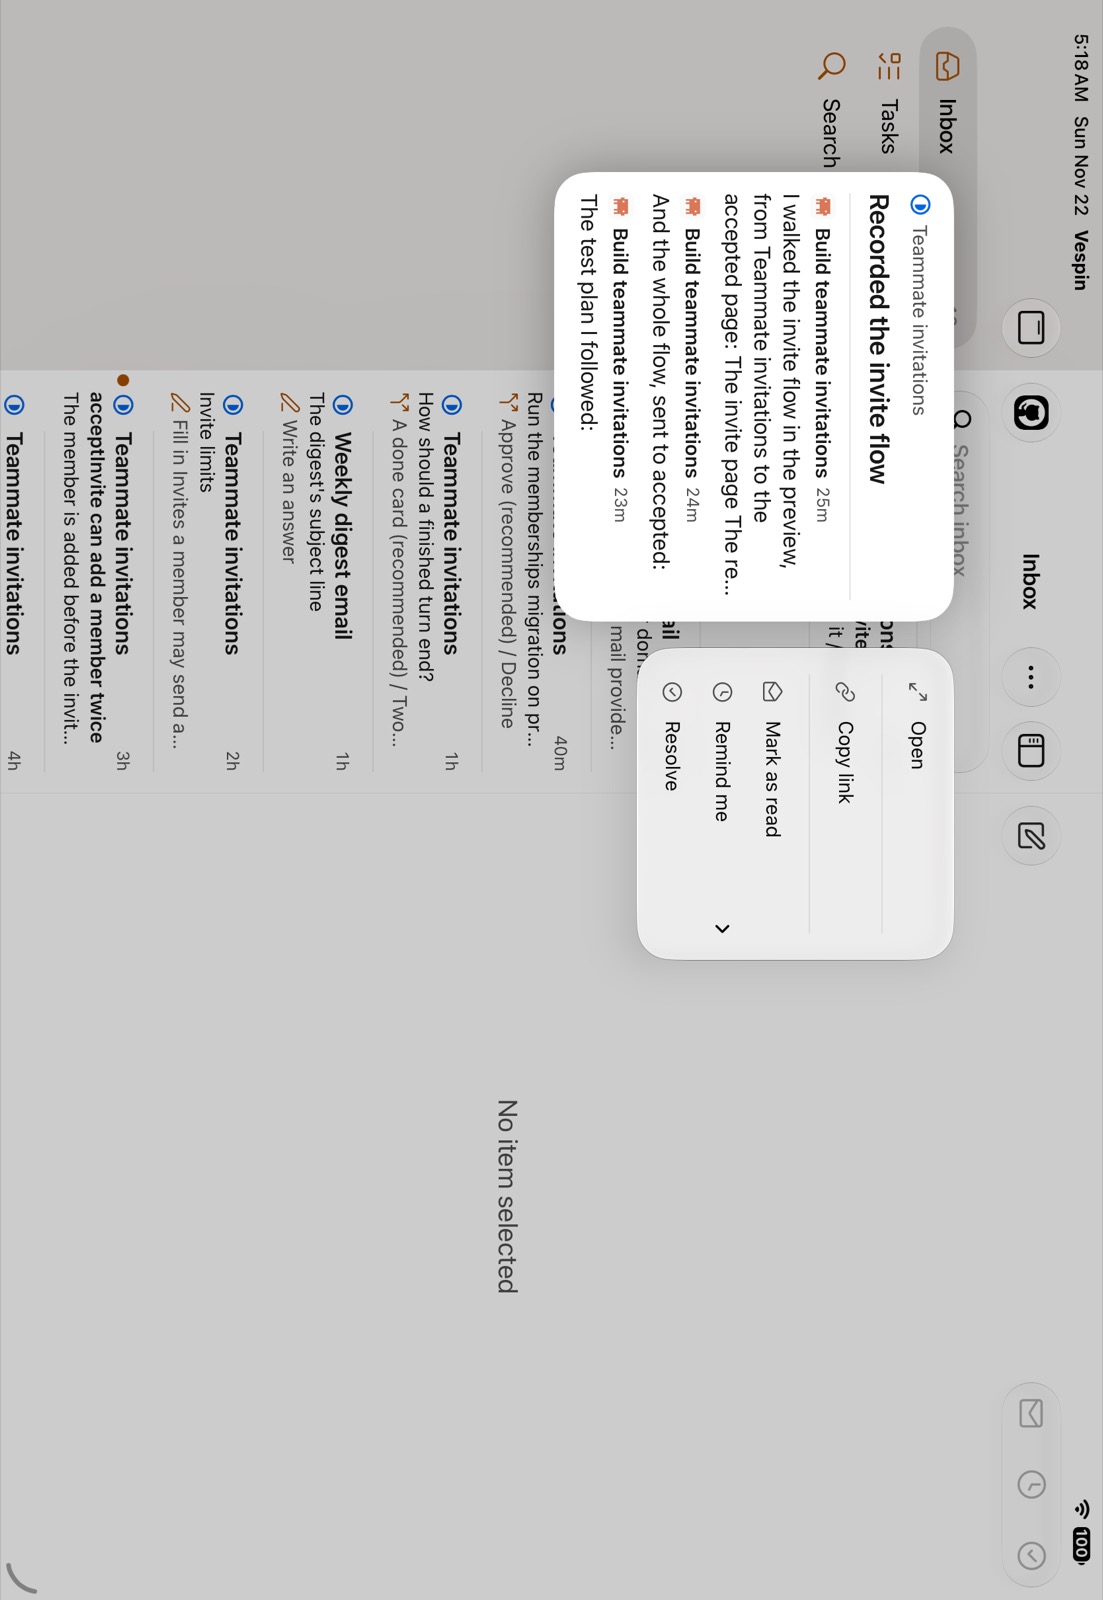 5:18 AM Sun Nov 22 Vespin
100
Inbox
Search inbox
Inbox
Tasks
Search
Teammate invitations
Recorded the invite flow
Build teammate invitations 25m
I walked the invite flow in the preview,
from Teammate invitations to the
accepted page: The invite page The re...
Build teammate invitations 24m
And the whole flow, sent to accepted:
Build teammate invitations 23m
The test plan I followed:
Open
Copy link
Mark as read
Remind me
Resolve
it /
mail provide...
Teammate invitations 40m
Run the memberships migration on pr...
Approve (recommended) / Decline
Teammate invitations 1h
How should a finished turn end?
A done card (recommended) / Two...
Weekly digest email 1h
The digest's subject line
Write an answer
Teammate invitations 2h
Invite limits
Fill in Invites a member may send a...
Teammate invitations 3h
acceptInvite can add a member twice
The member is added before the invit...
Teammate invitations 4h
No item selected